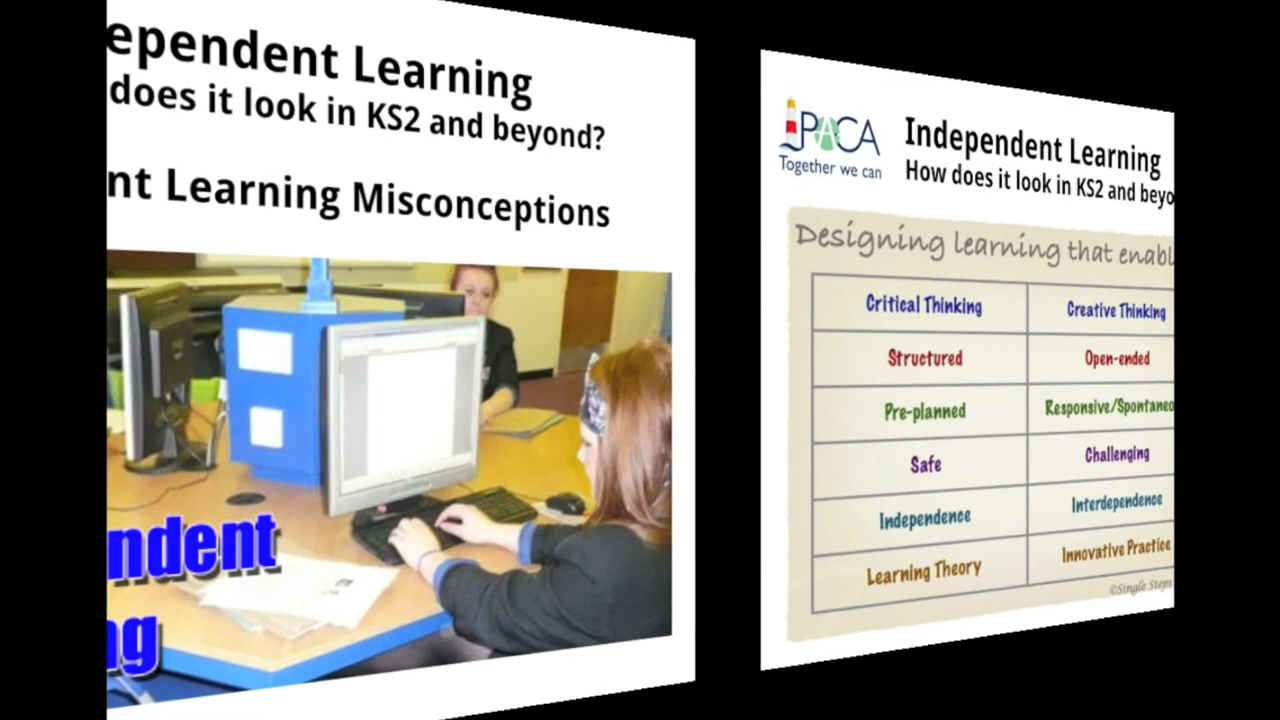 ependent Learning
does it look in KS2 and beyond?
nt Learning Misconceptions
ndent
ng
PACA
Together we can
Independent Learning
How does it look in KS2 and beyo
Designing learning that enabl
Critical Thinking
Creative Thinking
Structured
Open-ended
Pre-planned
Responsive/Spontaneo
Safe
Challenging
Independence
Interdependence
Learning Theory
Innovative Practice
©Single Steps